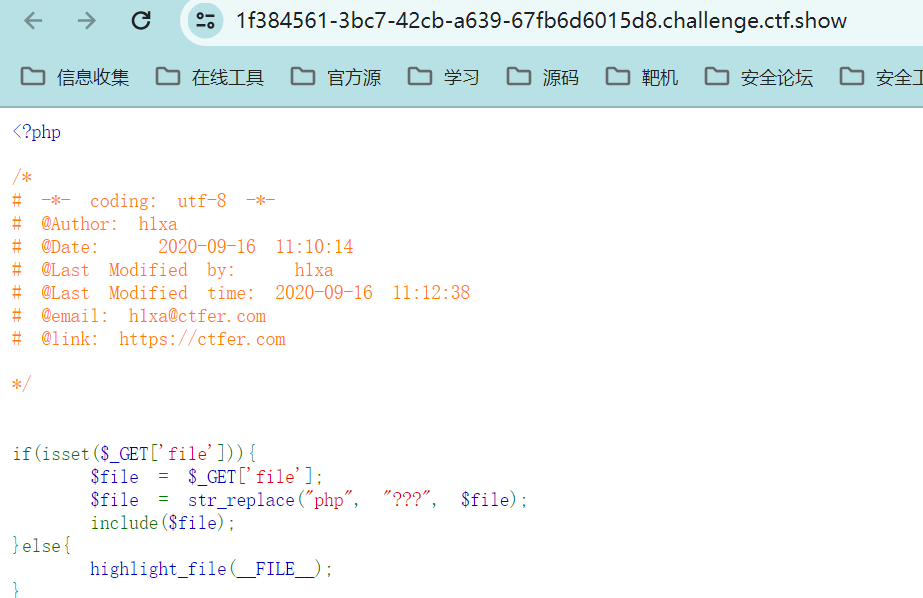 1f384561-3bc7-42cb-a639-67fb6d6015d8.challenge.ctf.show
信息收集 在线工具 官方源 学习 源码 靶机 安全论坛 安全工
<?php
/*
# -*- coding: utf-8 -*-
# @Author: hlxa
# @Date: 2020-09-16 11:10:14
# @Last Modified by: hlxa
# @Last Modified time: 2020-09-16 11:12:38
# @email: hlxa@ctfer.com
# @link: https://ctfer.com
*/
if(isset($_GET['file'])){
$file = $_GET['file'];
$file = str_replace("php", "???", $file);
include($file);
}else{
highlight_file(__FILE__);
}